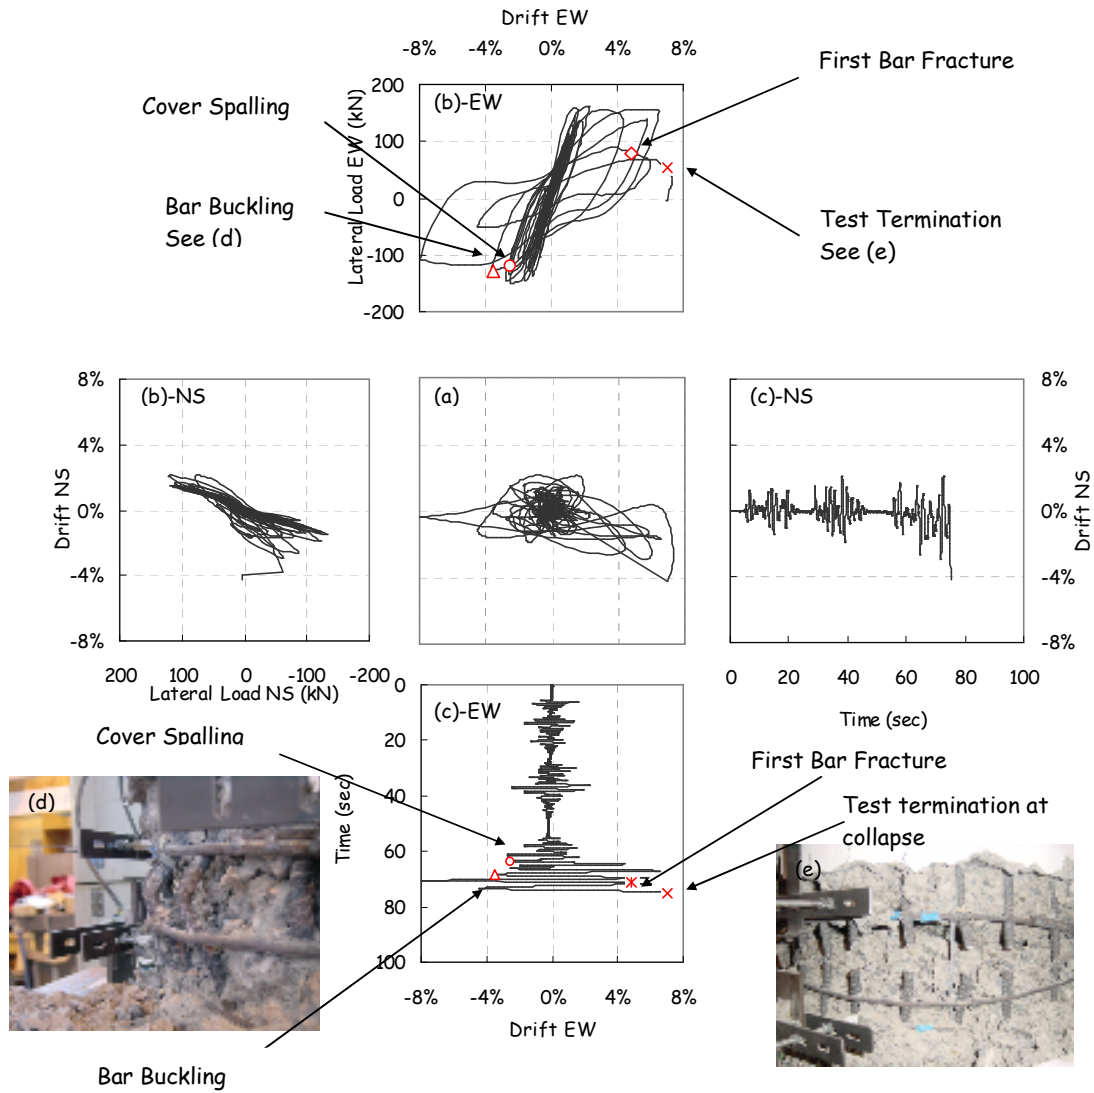 Drift EW
-8% -4% 0% 4% 8%
First Bar Fracture
200
(b)-EW
Cover Spalling
100
Lateral Load EW (kN)
0
Bar Buckling
See (d)
Test Termination
See (e)
-100
-200
8%
(b)-NS
(a)
(c)-NS
8%
4%
4%
Drift NS
0%
0%
Drift NS
-4%
-4%
-8%
-8%
200 100 0 -100 -200
Lateral Load NS (kN)
0 20 40 60 80 100
Time (sec)
0
(c)-EW
Cover Spalling
20
First Bar Fracture
(d)
40
Test termination at
collapse
Time (sec)
60
(e)
80
100
-8% -4% 0% 4% 8%
Drift EW
Bar Buckling